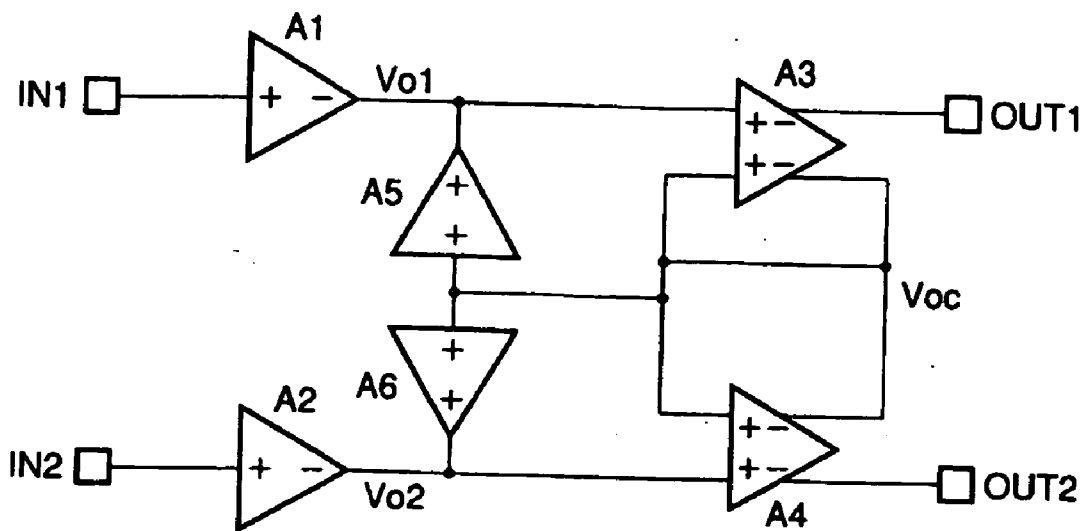 A1
IN1
+ -
Vo1
A3
+ -
+ -
OUT1
A5
+
+
Voc
+
+
A6
A2
IN2
+ -
Vo2
+ -
+ -
A4
OUT2